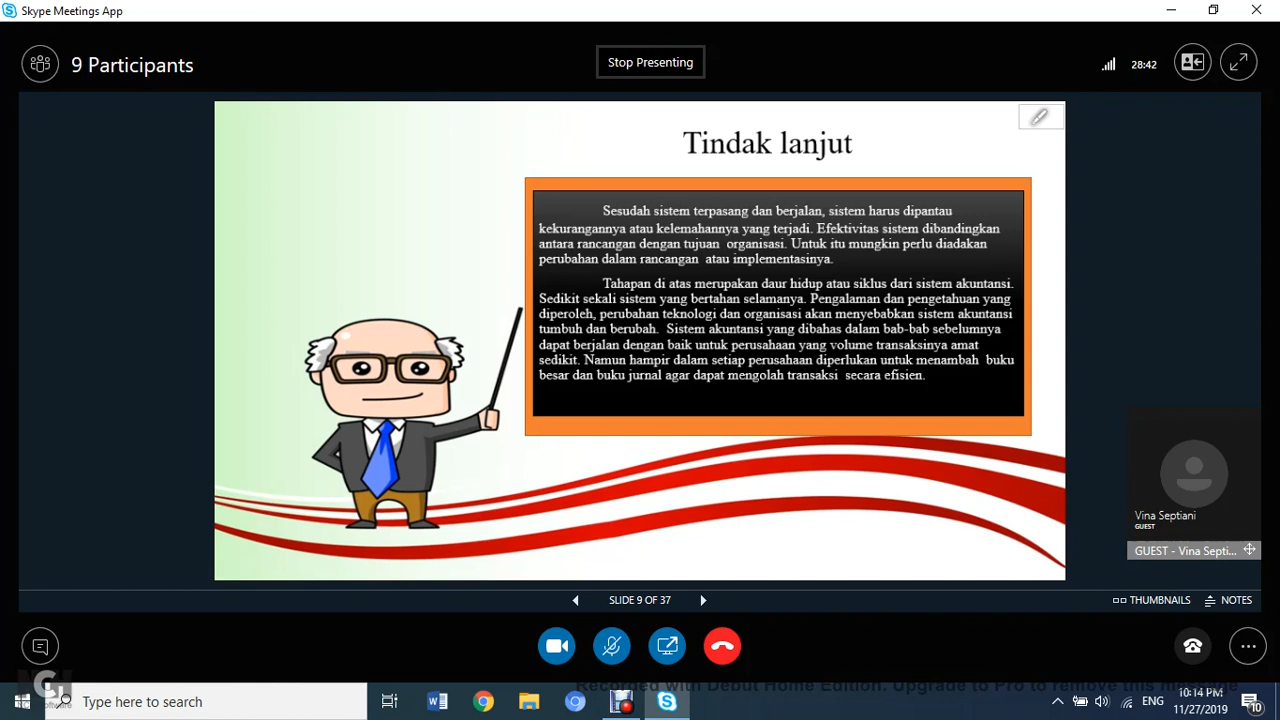 Skype Meetings App
9 Participants
Stop Presenting
28:42
Tindak lanjut
Sesudah sistem terpasang dan berjalan, sistem harus dipantau
kekurangannya atau kelemahannya yang terjadi. Efektivitas sistem dibandingkan
antara rancangan dengan tujuan organisasi. Untuk itu mungkin perlu diadakan
perubahan dalam rancangan atau implementasinya.
Tahapan di atas merupakan daur hidup atau siklus dari sistem akuntansi.
Sedikit sekali sistem yang bertahan selamanya. Pengalaman dan pengetahuan yang
diperoleh, perubahan teknologi dan organisasi akan menyebabkan sistem akuntansi
tumbuh dan berubah. Sistem akuntansi yang dibahas dalam bab-bab sebelumnya
dapat berjalan dengan baik untuk perusahaan yang volume transaksinya amat
sedikit. Namun hampir dalam setiap perusahaan diperlukan untuk menambah buku
besar dan buku jurnal agar dapat mengolah transaksi secara efisien.
Vina Septiani
GUEST
GUEST - Vina Septi...
SLIDE 9 OF 37
THUMBNAILS
NOTES
Recorded with Debut Home Edition. Upgrade to Pro to remove this message
NCH
Software
Type here to search
ENG
10:14 PM
11/27/2019
10